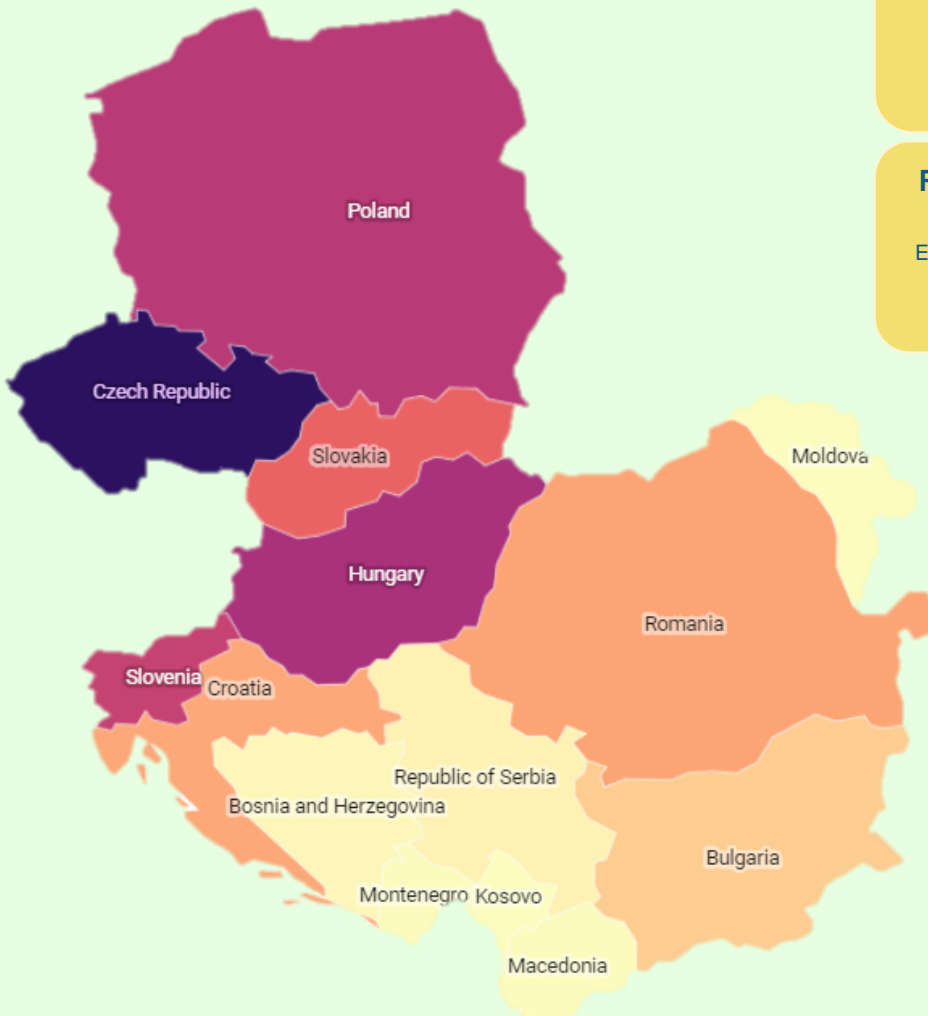 Poland
Czech Republic
Slovakia
Moldova
Hungary
Romania
Slovenia
Croatia
Republic of Serbia
Bosnia and Herzegovina
Bulgaria
Montenegro
Kosovo
Macedonia